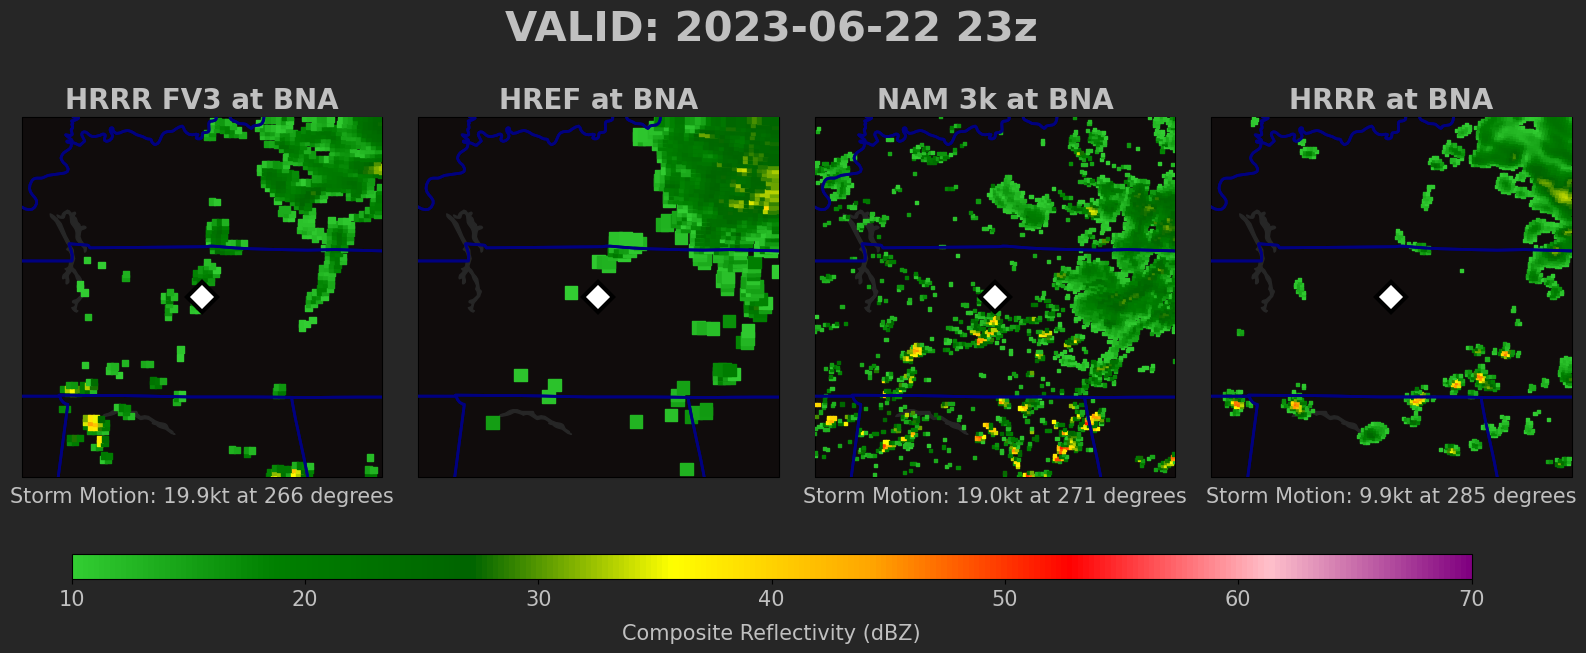 VALID: 2023-06-22 23z
HRRR FV3 at BNA
HREF at BNA
NAM 3k at BNA
HRRR at BNA
Storm Motion: 19.9kt at 266 degrees
Storm Motion: 19.0kt at 271 degrees
Storm Motion: 9.9kt at 285 degrees
10 20 30 40 50 60 70
Composite Reflectivity (dBZ)